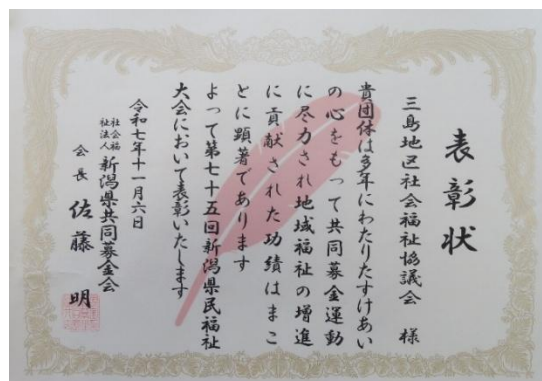 表彰状
三島地区社会福祉協議会 様
貴団体は多年にわたりたすけあい
の心をもって共同募金運動
に尽力され地域福祉の増進
に貢献された功績はまこ
とに顕著であります
よって第七十五回新潟県民福祉
大会において表彰いたします
令和七年十一月六日
社会福祉法人 新潟県共同募金会
会長 佐藤 明